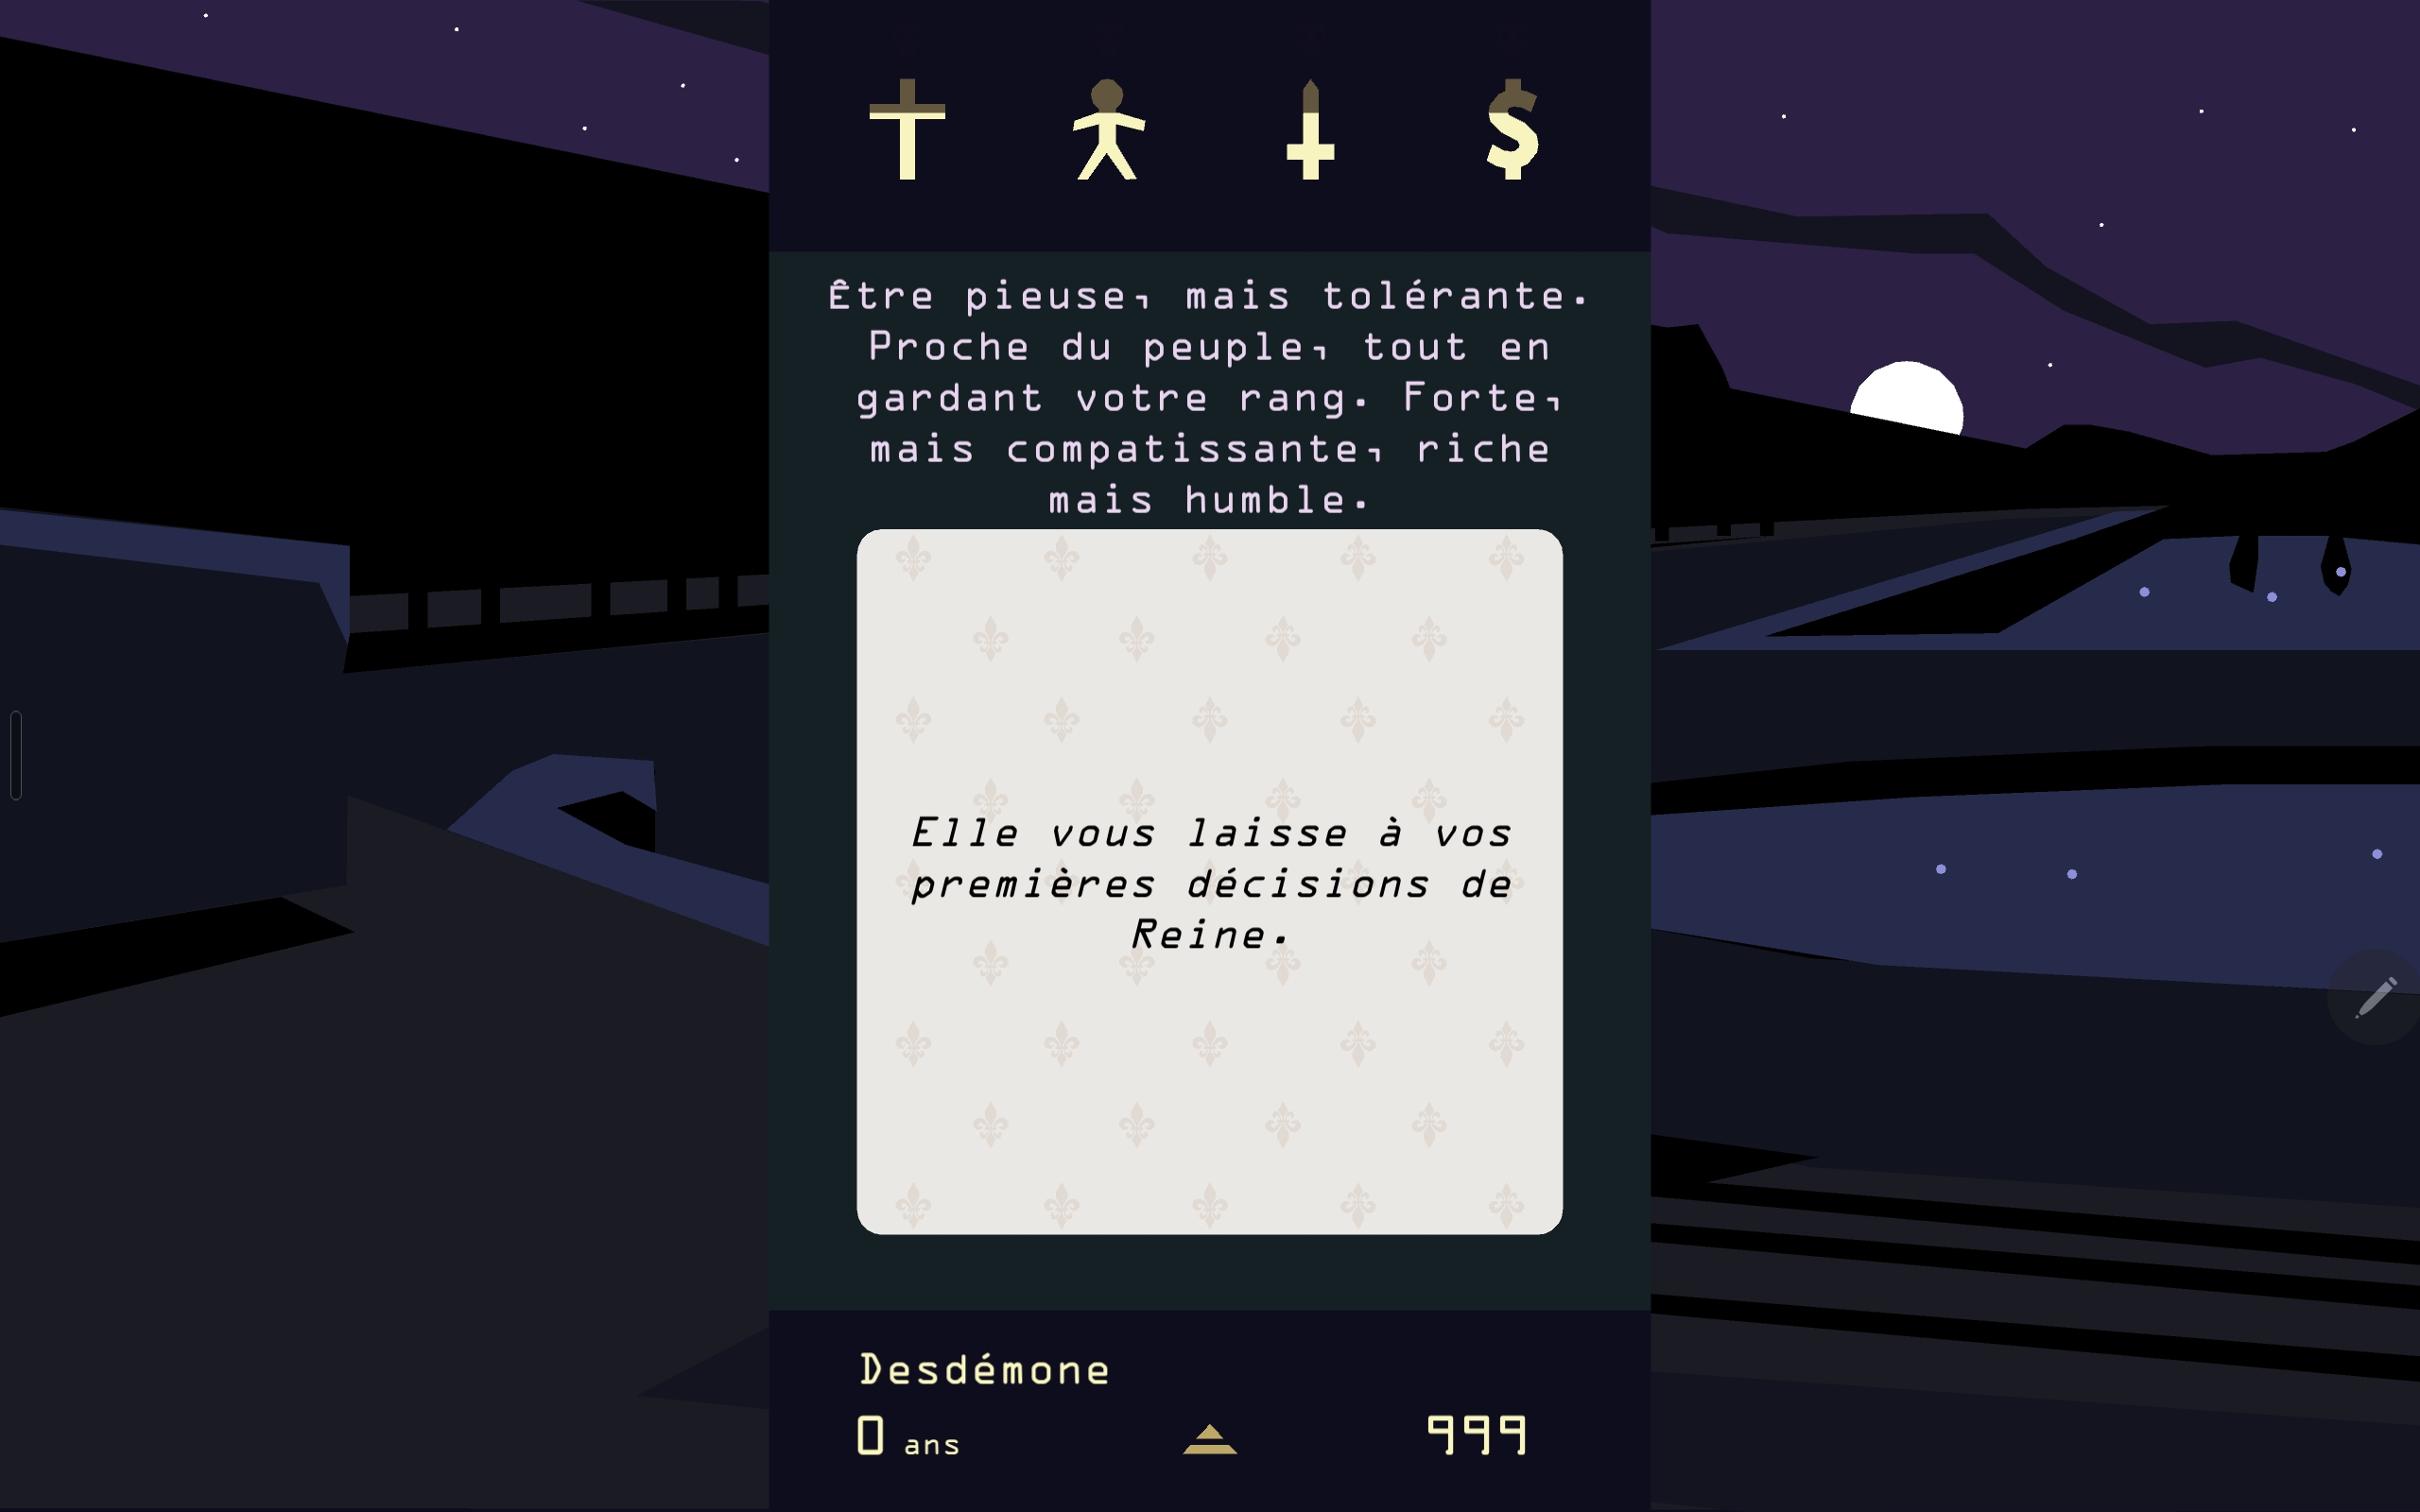 Être pieuse, mais tolérante.
Proche du peuple, tout en
gardant votre rang. Forte,
mais compatissante, riche
mais humble.
Elle vous laisse à vos
premières décisions de
Reine.
Desdémone
0 ans
999